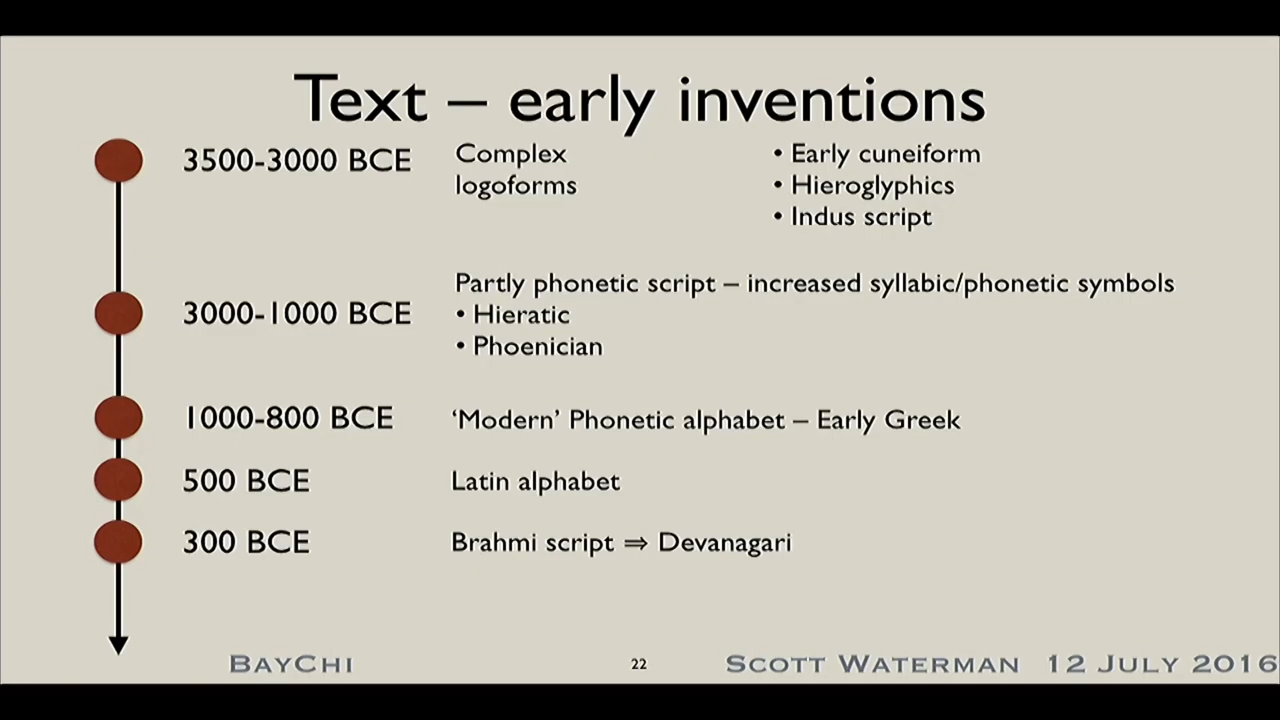 Text – early inventions
3500-3000 BCE
Complex
logoforms
• Early cuneiform
• Hieroglyphics
• Indus script
3000-1000 BCE
Partly phonetic script – increased syllabic/phonetic symbols
• Hieratic
• Phoenician
1000-800 BCE
‘Modern’ Phonetic alphabet – Early Greek
500 BCE
Latin alphabet
300 BCE
Brahmi script ⇒ Devanagari
BayChi
22
Scott Waterman 12 July 2016